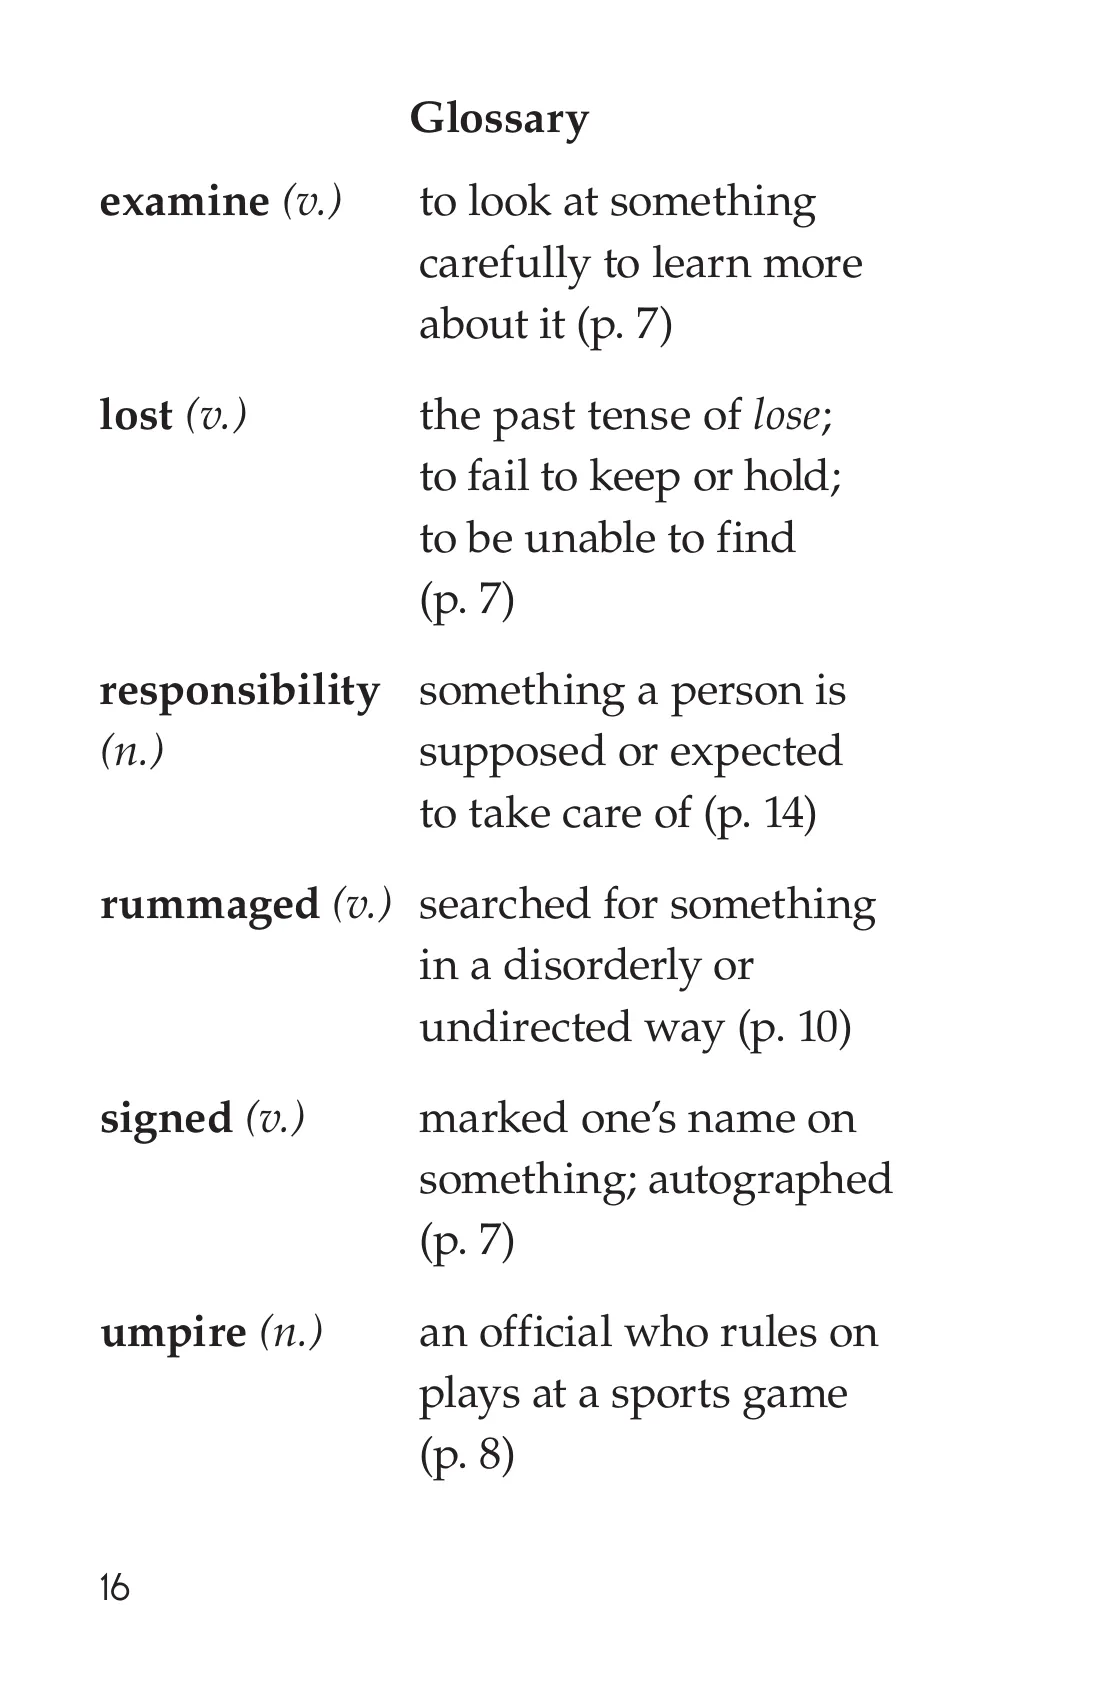 Glossary
examine (v.) to look at something
carefully to learn more
about it (p. 7)
lost (v.) the past tense of lose;
to fail to keep or hold;
to be unable to find
(p. 7)
responsibility something a person is
(n.) supposed or expected
to take care of (p. 14)
rummaged (v.) searched for something
in a disorderly or
undirected way (p. 10)
signed (v.) marked one’s name on
something; autographed
(p. 7)
umpire (n.) an official who rules on
plays at a sports game
(p. 8)
16